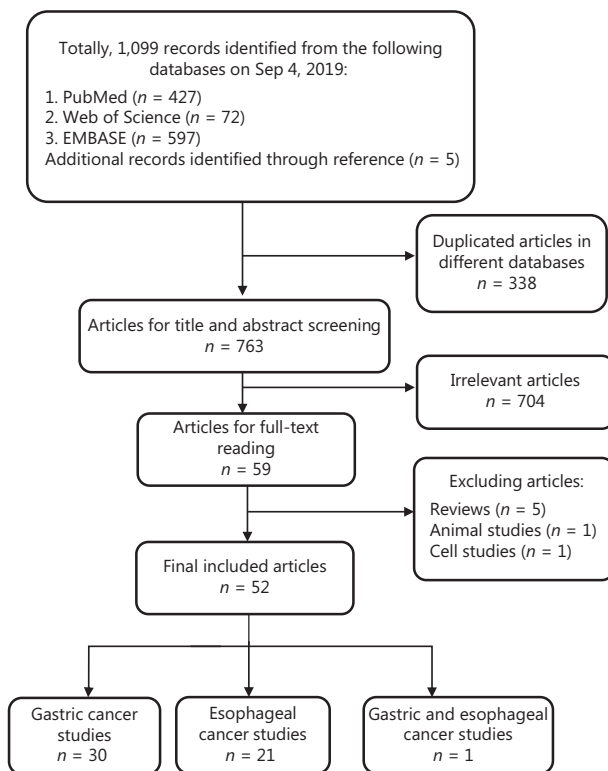 Totally, 1,099 records identified from the following
databases on Sep 4, 2019:
1. PubMed (n = 427)
2. Web of Science (n = 72)
3. EMBASE (n = 597)
Additional records identified through reference (n = 5)
Duplicated articles in
different databases
n = 338
Articles for title and abstract screening
n = 763
Irrelevant articles
n = 704
Articles for full-text
reading
n = 59
Excluding articles:
Reviews (n = 5)
Animal studies (n = 1)
Cell studies (n = 1)
Final included articles
n = 52
Gastric cancer
studies
n = 30
Esophageal
cancer studies
n = 21
Gastric and esophageal
cancer studies
n = 1